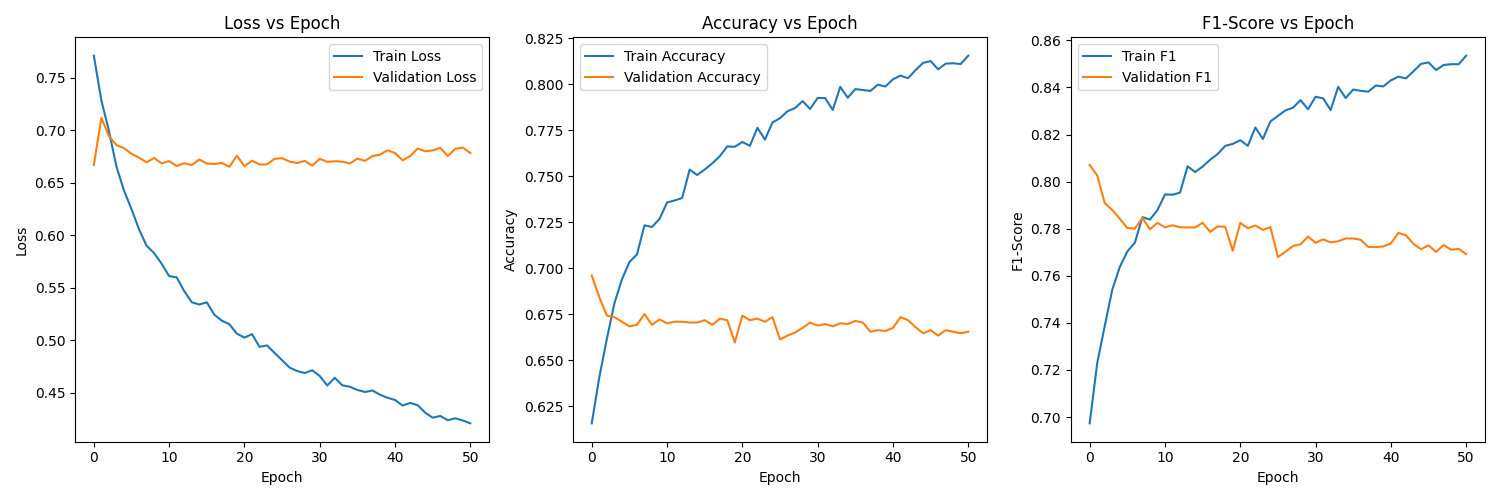 Loss vs Epoch
Train Loss
Validation Loss
0.75
0.70
0.65
0.60
0.55
0.50
0.45
Loss
0 10 20 30 40 50
Epoch
Accuracy vs Epoch
Train Accuracy
Validation Accuracy
0.825
0.800
0.775
0.750
0.725
0.700
0.675
0.650
0.625
Accuracy
0 10 20 30 40 50
Epoch
F1-Score vs Epoch
Train F1
Validation F1
0.86
0.84
0.82
0.80
0.78
0.76
0.74
0.72
0.70
F1-Score
0 10 20 30 40 50
Epoch